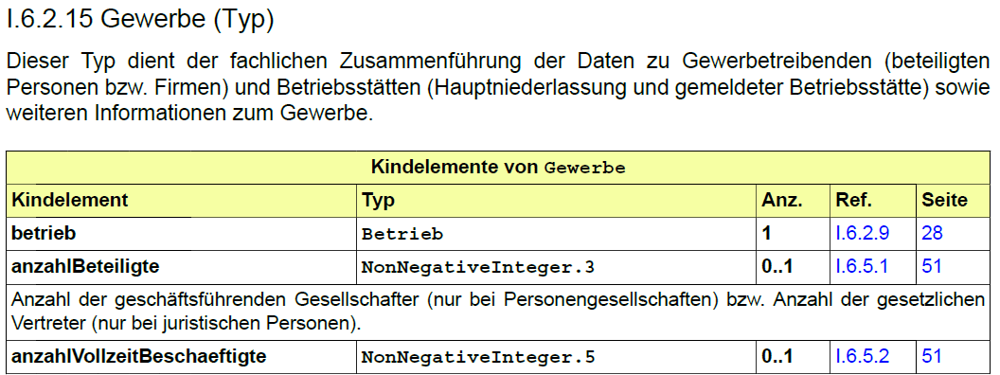 I.6.2.15 Gewerbe (Typ)
Dieser Typ dient der fachlichen Zusammenführung der Daten zu Gewerbetreibenden (beteiligten
Personen bzw. Firmen) und Betriebsstätten (Hauptniederlassung und gemeldeter Betriebsstätte) sowie
weiteren Informationen zum Gewerbe.
Kindelemente von Gewerbe
Kindelement Typ Anz. Ref. Seite
betrieb Betrieb 1 I.6.2.9 28
anzahlBeteiligte NonNegativeInteger.3 0..1 I.6.5.1 51
Anzahl der geschäftsführenden Gesellschafter (nur bei Personengesellschaften) bzw. Anzahl der gesetzlichen
Vertreter (nur bei juristischen Personen).
anzahlVollzeitBeschaeftigte NonNegativeInteger.5 0..1 I.6.5.2 51